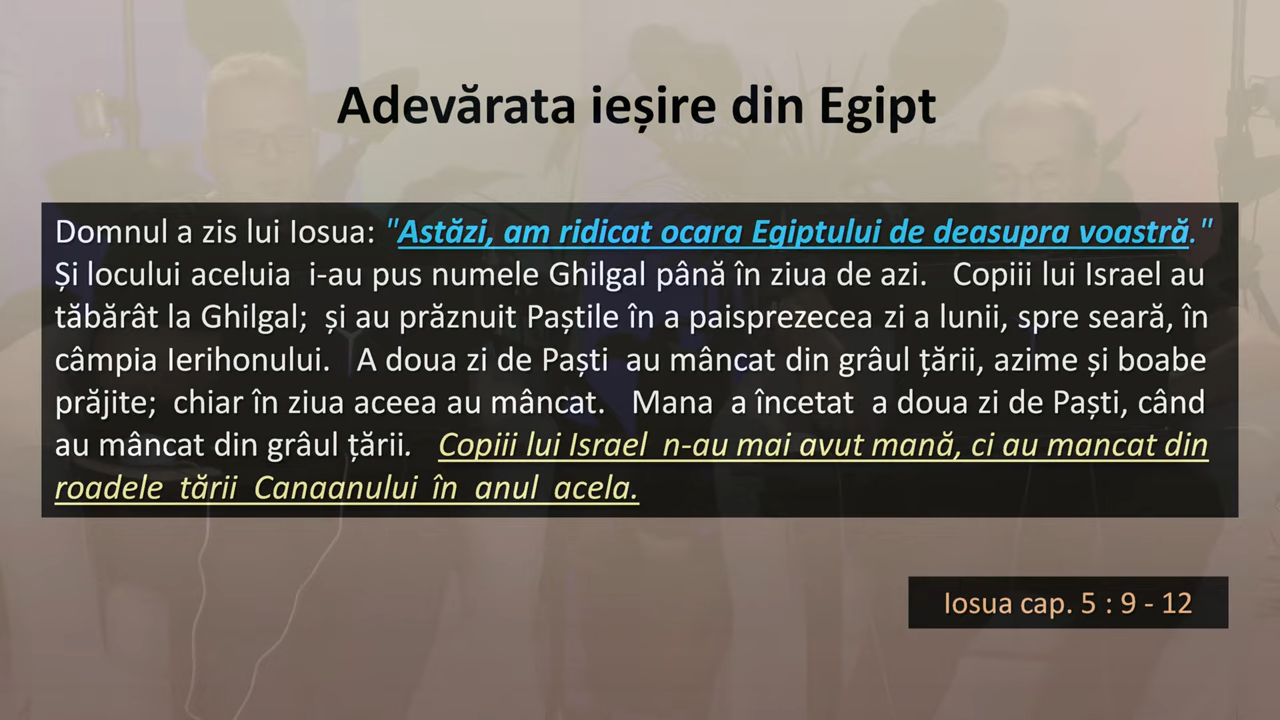 Adevărata ieșire din Egipt
Domnul a zis lui Iosua: "Astăzi, am ridicat ocara Egiptului de deasupra voastră."
Și locului aceluia i-au pus numele Ghilgal până în ziua de azi. Copiii lui Israel au
tăbărât la Ghilgal; și au prăznuit Paștile în a paisprezecea zi a lunii, spre seară, în
câmpia Ierihonului. A doua zi de Paști au mâncat din grâul țării, azime și boabe
prăjite; chiar în ziua aceea au mâncat. Mana a încetat a doua zi de Paști, când
au mâncat din grâul țării. Copiii lui Israel n-au mai avut mană, ci au mancat din
roadele tării Canaanului în anul acela.
Iosua cap. 5 : 9 - 12